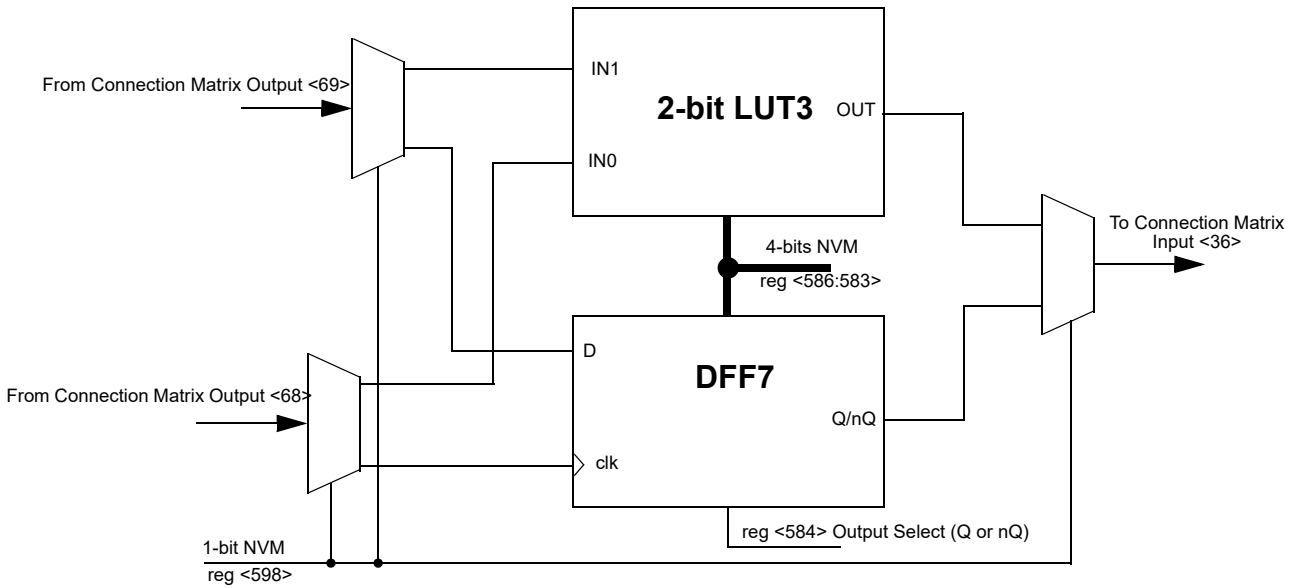 From Connection Matrix Output <69>
IN1
2-bit LUT3
OUT
IN0
To Connection Matrix
Input <36>
4-bits NVM
reg <586:583>
D
DFF7
From Connection Matrix Output <68>
Q/nQ
clk
reg <584> Output Select (Q or nQ)
1-bit NVM
reg <598>